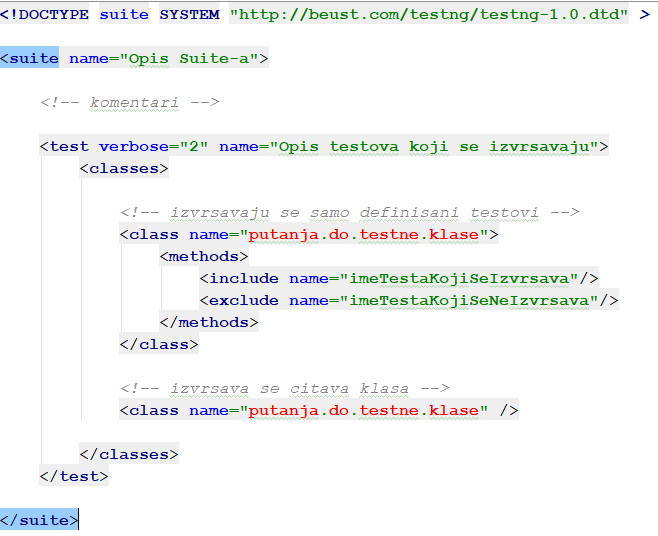 <!DOCTYPE suite SYSTEM "http://beust.com/testng/testng-1.0.dtd" >
<suite name="Opis Suite-a">
<!-- komentari -->
<test verbose="2" name="Opis testova koji se izvrsavaju">
<classes>
<!-- izvrsavaju se samo definisani testovi -->
<class name="putanja.do.testne.klase">
<methods>
<include name="imeTestaKojiSeIzvrsava"/>
<exclude name="imeTestaKojiSeNeIzvrsava"/>
</methods>
</class>
<!-- izvrsava se citava klasa -->
<class name="putanja.do.testne.klase" />
</classes>
</test>
</suite>